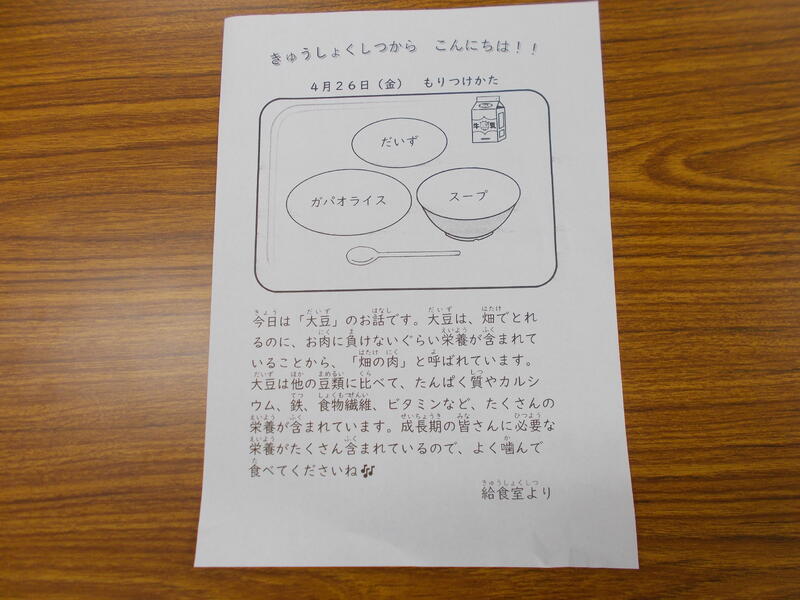 きゅうしょくしつから　こんにちは！！
４月２６日（金）　もりつけかた
牛乳
だいず
ガパオライス
スープ
今日は「大豆」のお話です。大豆は、畑でとれ
るのに、お肉に負けないぐらい栄養が含まれて
いることから、「畑の肉」と呼ばれています。
大豆は他の豆類に比べて、たんぱく質やカルシ
ウム、鉄、食物繊維、ビタミンなど、たくさんの
栄養が含まれています。成長期の皆さんに必要な
栄養がたくさん含まれているので、よく噛んで
食べてくださいね🎶
給食室より